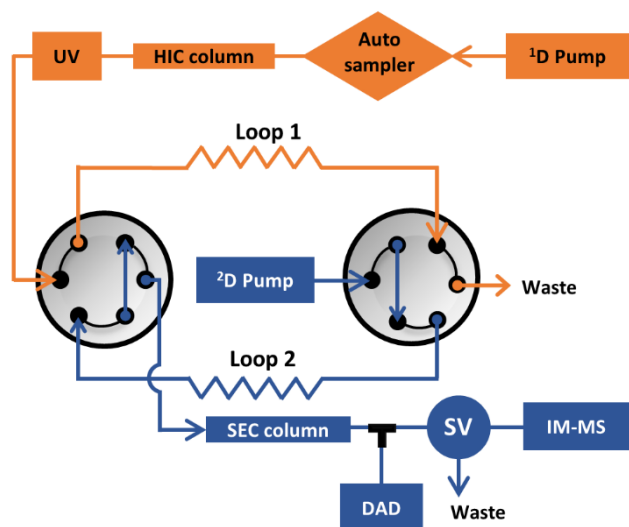 UV
HIC column
Auto
sampler
¹D Pump
Loop 1
²D Pump
Waste
Loop 2
SEC column
SV
IM-MS
DAD
Waste